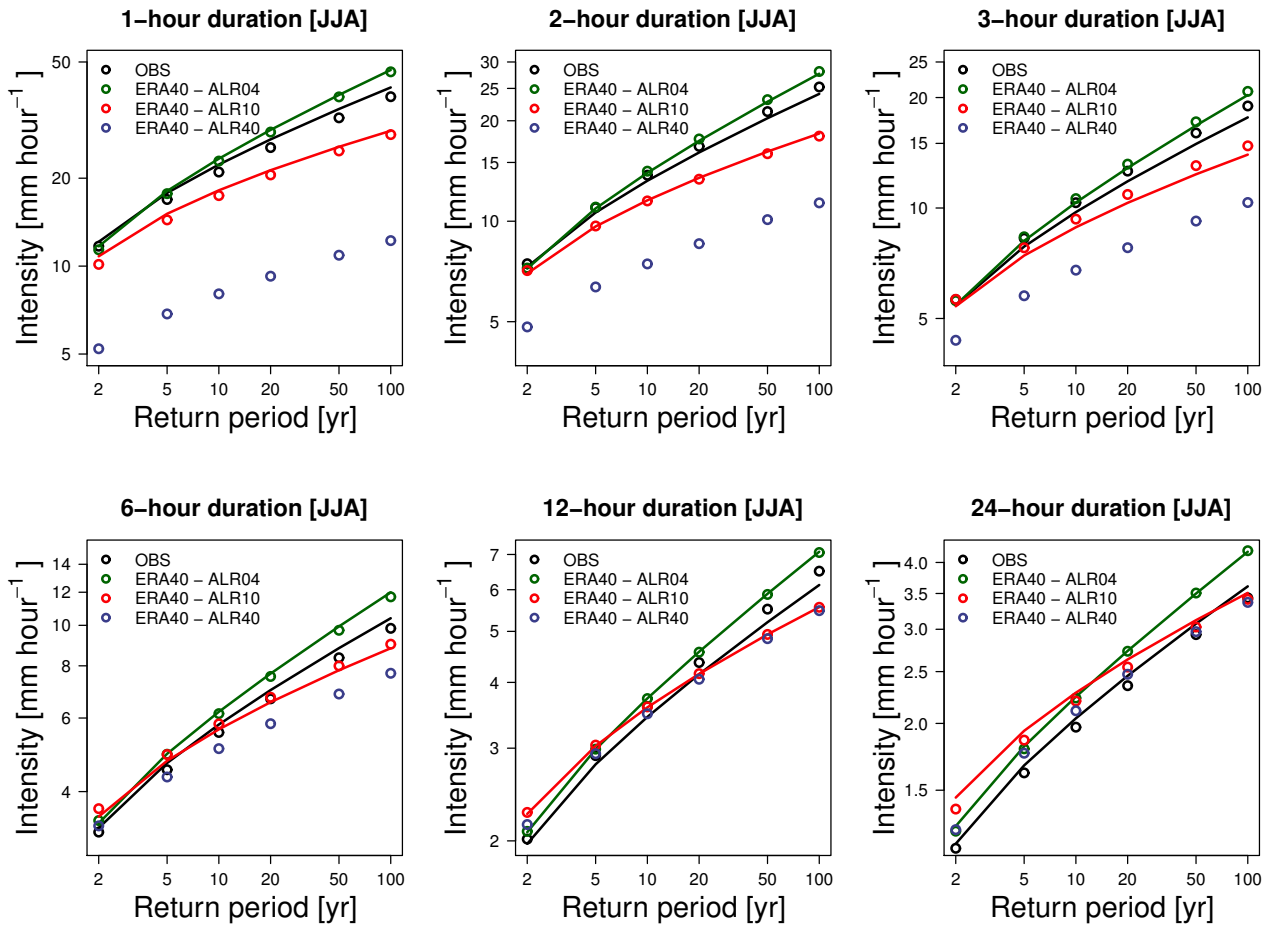 1−hour duration [JJA]
50
20
10
5
OBS
ERA40 − ALR04
ERA40 − ALR10
ERA40 − ALR40
2 5 10 20 50 100
Intensity [mm hour−1 ]
Return period [yr]
2−hour duration [JJA]
30
25
20
15
10
5
OBS
ERA40 − ALR04
ERA40 − ALR10
ERA40 − ALR40
2 5 10 20 50 100
Intensity [mm hour−1 ]
Return period [yr]
3−hour duration [JJA]
25
20
15
10
5
OBS
ERA40 − ALR04
ERA40 − ALR10
ERA40 − ALR40
2 5 10 20 50 100
Intensity [mm hour−1 ]
Return period [yr]
6−hour duration [JJA]
14
12
10
8
6
4
OBS
ERA40 − ALR04
ERA40 − ALR10
ERA40 − ALR40
2 5 10 20 50 100
Intensity [mm hour−1 ]
Return period [yr]
12−hour duration [JJA]
7
6
5
4
3
2
OBS
ERA40 − ALR04
ERA40 − ALR10
ERA40 − ALR40
2 5 10 20 50 100
Intensity [mm hour−1 ]
Return period [yr]
24−hour duration [JJA]
4.0
3.5
3.0
2.5
2.0
1.5
OBS
ERA40 − ALR04
ERA40 − ALR10
ERA40 − ALR40
2 5 10 20 50 100
Intensity [mm hour−1 ]
Return period [yr]